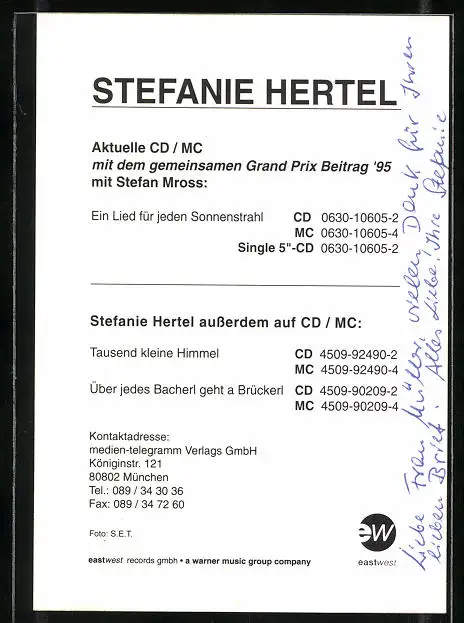 STEFANIE HERTEL
Aktuelle CD / MC
mit dem gemeinsamen Grand Prix Beitrag '95
mit Stefan Mross:
Ein Lied für jeden Sonnenstrahl CD 0630-10605-2
MC 0630-10605-4
Single 5"-CD 0630-10605-2
Stefanie Hertel außerdem auf CD / MC:
Tausend kleine Himmel CD 4509-92490-2
MC 4509-92490-4
Über jedes Bacherl geht a Brückerl CD 4509-90209-2
MC 4509-90209-4
Kontaktadresse:
medien-telegramm Verlags GmbH
Königinstr. 121
80802 München
Tel.: 089 / 34 30 36
Fax: 089 / 34 72 60
Foto: S.E.T.
eastwest records gmbh • a warner music group company
ew
eastwest
Liebe Frau Müller, vielen Dank für Ihren
lieben Brief. Alles Liebe! Ihre Stefanie